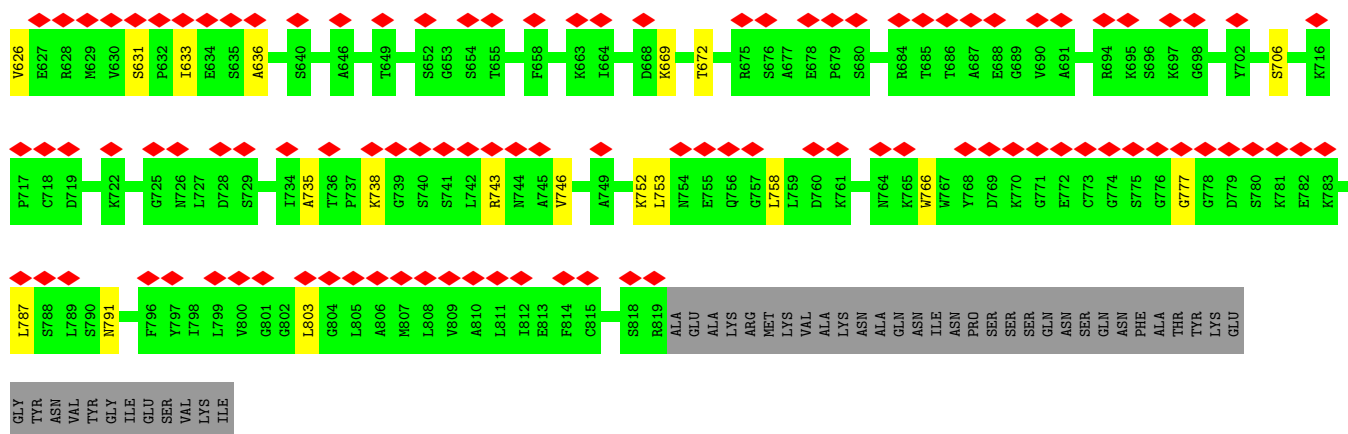 V626 E627 R628 M629 V630 S631 P632 I633 E634 S635 A636 S640 A646 T649 S652 G653 S654 T655 F658 K663 I664 D668 K669 T672 R675 S676 A677 E678 P679 S680 R684 T685 T686 A687 E688 G689 V690 A691 R694 K695 S696 K697 G698 Y702 S706 K716
P717 C718 D719 K722 G725 N726 L727 D728 S729 I734 A735 T736 P737 K738 G739 S740 S741 L742 R743 N744 A745 V746 A749 K752 L753 N754 E755 Q756 G757 L758 L759 D760 K761 N764 K765 W766 W767 Y768 D769 K770 G771 E772 C773 G774 S775 G776 G777 G778 D779 S780 K781 E782 K783
L787 S788 L789 S790 N791 F796 Y797 I798 L799 V800 G801 G802 L803 G804 L805 A806 M807 L808 V809 A810 L811 I812 E813 F814 C815 S818 R819 ALA GLU ALA LYS ARG MET LYS VAL ALA LYS ASN ALA GLN ASN ILE ASN PRO SER SER SER GLN ASN SER GLN ASN PHE ALA THR TYR LYS GLU
GLY TYR ASN VAL TYR GLY ILE GLU SER VAL LYS ILE